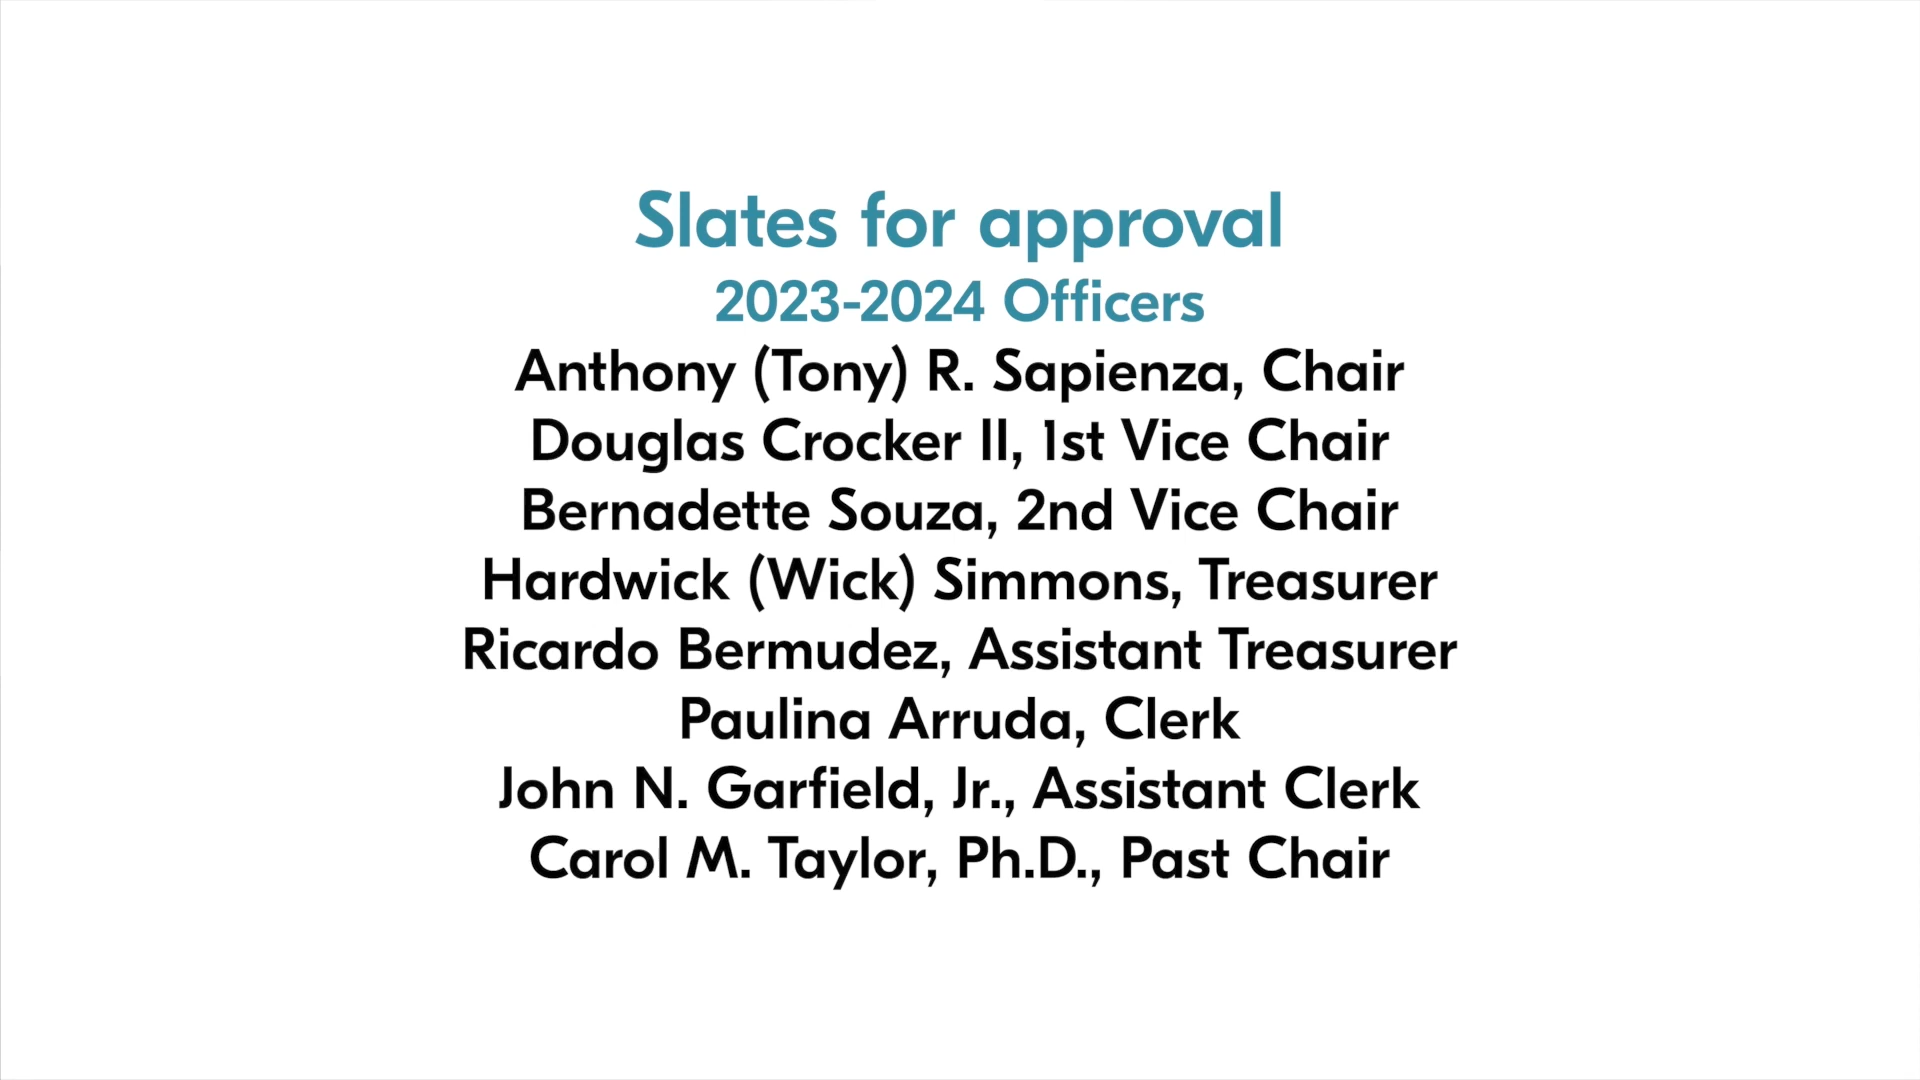 Slates for approval
2023-2024 Officers
Anthony (Tony) R. Sapienza, Chair
Douglas Crocker II, 1st Vice Chair
Bernadette Souza, 2nd Vice Chair
Hardwick (Wick) Simmons, Treasurer
Ricardo Bermudez, Assistant Treasurer
Paulina Arruda, Clerk
John N. Garfield, Jr., Assistant Clerk
Carol M. Taylor, Ph.D., Past Chair